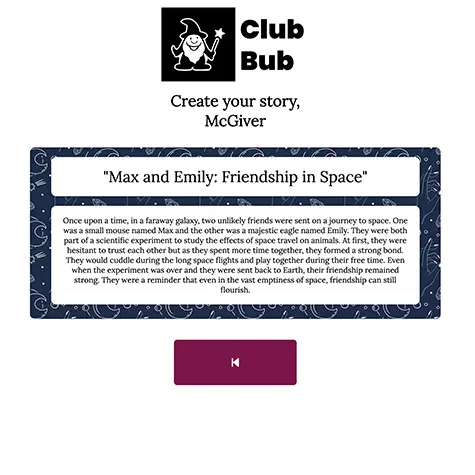 Club
Bub
Create your story,
McGiver
"Max and Emily: Friendship in Space"
Once upon a time, in a faraway galaxy, two unlikely friends were sent on a journey to space. One
was a small mouse named Max and the other was a majestic eagle named Emily. They were both
part of a scientific experiment to study the effects of space travel on animals. At first, they were
hesitant to trust each other but as they spent more time together, they formed a strong bond.
They would cuddle during the long space flights and play together during their free time. Even
when the experiment was over and they were sent back to Earth, their friendship remained
strong. They were a reminder that even in the vast emptiness of space, friendship can still
flourish.